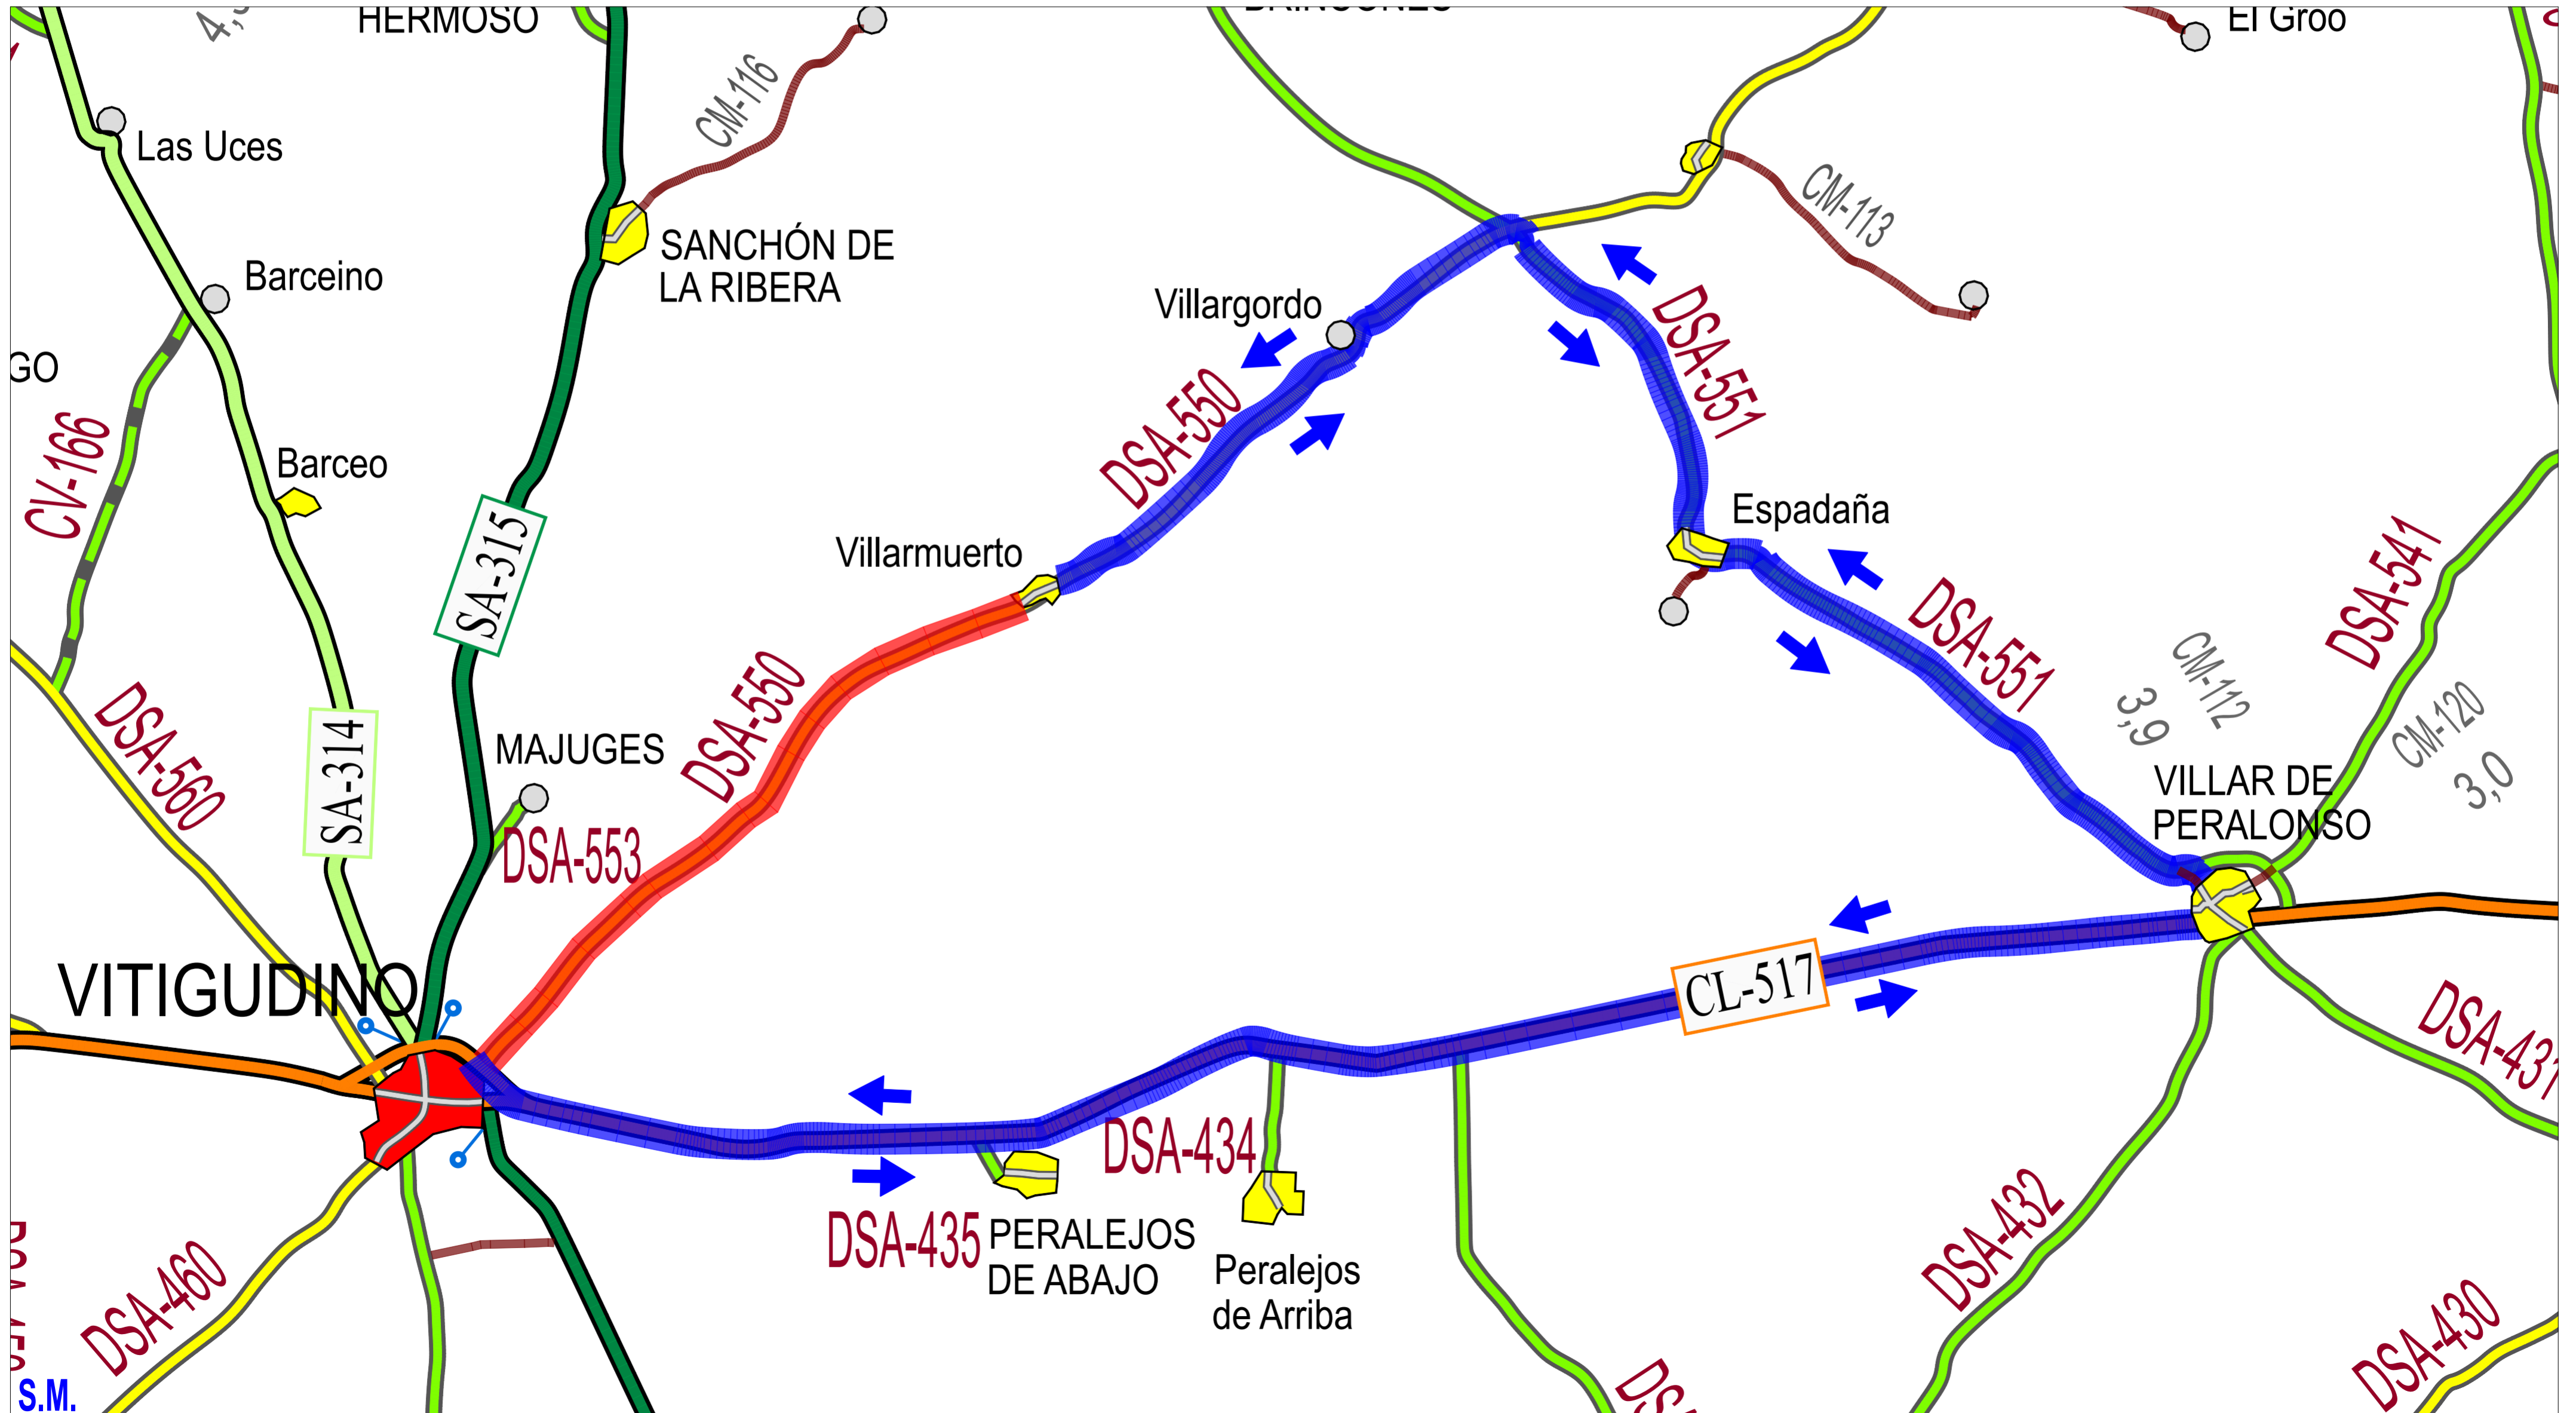 HERMOSO
El Groo
CM-116
Las Uces
CM-113
SANCHÓN DE
LA RIBERA
Barceino
Villargordo
DSA-551
GO
DSA-550
CV-166
Barceo
Espadaña
SA-315
Villarmuerto
DSA-541
DSA-551
CM-112
3,9
DSA-550
CM-120
3,0
DSA-560
SA-314
MAJUGES
VILLAR DE
PERALONSO
DSA-553
VITIGUDINO
CL-517
DSA-431
DSA-434
DSA-435
PERALEJOS
DE ABAJO
Peralejos
de Arriba
DSA-432
DSA-460
DSA-430
S.M.